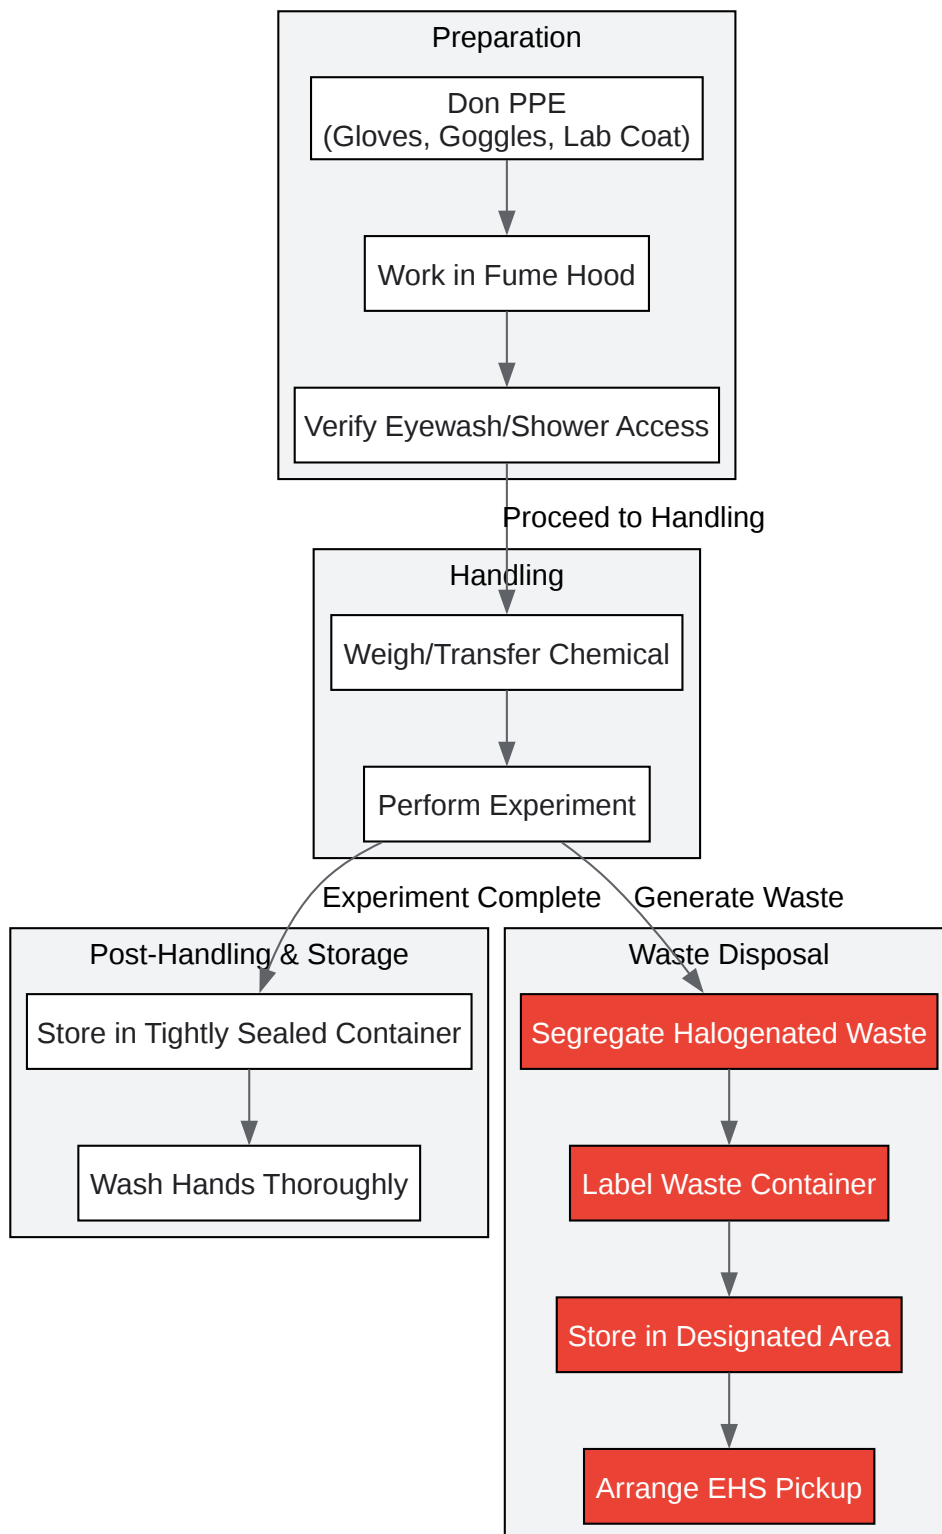 Preparation
Don PPE
(Gloves, Goggles, Lab Coat)
Work in Fume Hood
Verify Eyewash/Shower Access
Proceed to Handling
Handling
Weigh/Transfer Chemical
Perform Experiment
Experiment Complete
Generate Waste
Post-Handling & Storage
Store in Tightly Sealed Container
Wash Hands Thoroughly
Waste Disposal
Segregate Halogenated Waste
Label Waste Container
Store in Designated Area
Arrange EHS Pickup